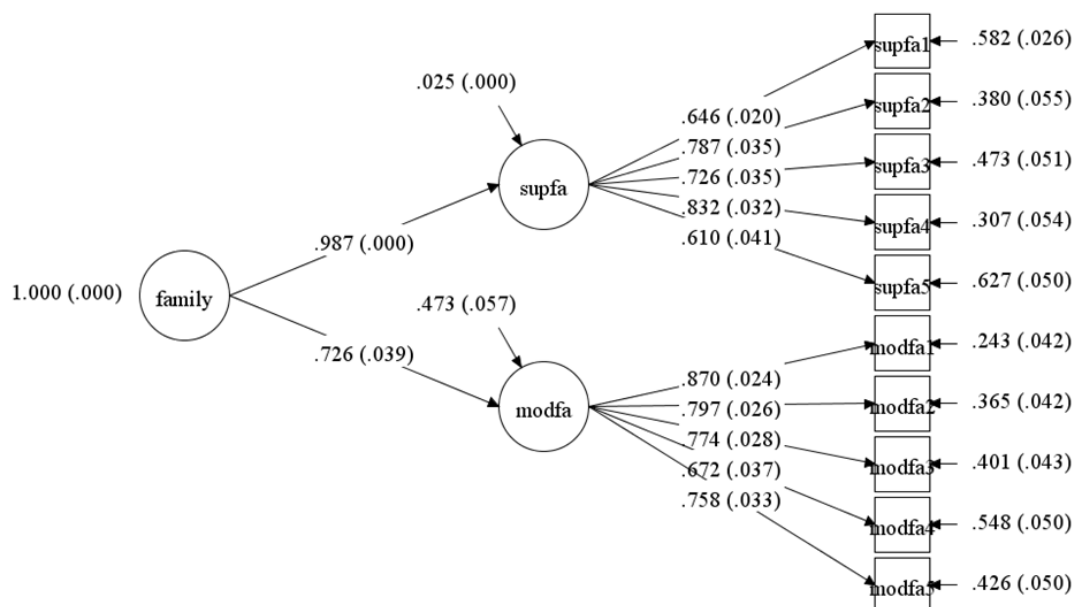 supfa1
.582 (.026)
.025 (.000)
supfa2
.380 (.055)
.646 (.020)
.787 (.035)
supfa3
.473 (.051)
.726 (.035)
supfa
.832 (.032)
supfa4
.307 (.054)
.610 (.041)
.987 (.000)
supfa5
.627 (.050)
1.000 (.000)
family
.473 (.057)
modfa1
.243 (.042)
.726 (.039)
.870 (.024)
modfa
.797 (.026)
modfa2
.365 (.042)
.774 (.028)
modfa3
.401 (.043)
.672 (.037)
.758 (.033)
modfa4
.548 (.050)
modfa5
.426 (.050)